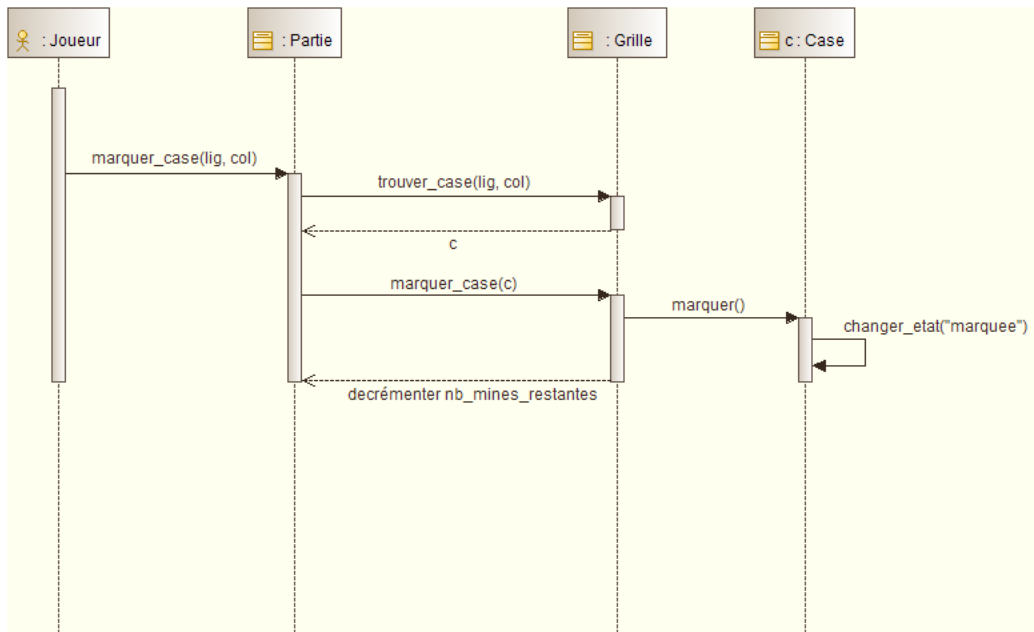 : Joueur
: Partie
: Grille
c : Case
marquer_case(lig, col)
trouver_case(lig, col)
c
marquer_case(c)
marquer()
changer_etat("marquee")
decrémenter nb_mines_restantes